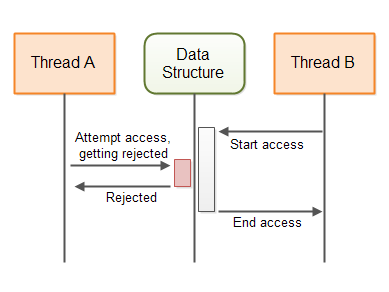 Thread A
Data
Structure
Thread B
Attempt access,
getting rejected
Start access
Rejected
End access